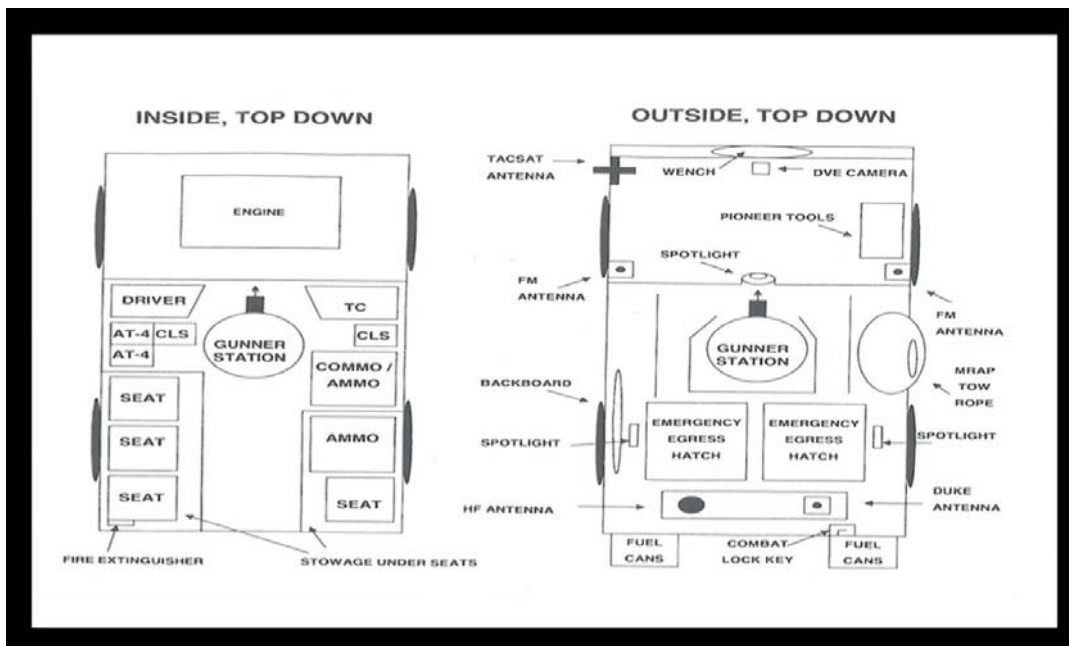 INSIDE, TOP DOWN
ENGINE
DRIVER
TC
AT-4
CLS
AT-4
CLS
GUNNER
STATION
COMMO /
AMMO
SEAT
SEAT
SEAT
AMMO
SEAT
FIRE EXTINGUISHER
STOWAGE UNDER SEATS
OUTSIDE, TOP DOWN
TACSAT
ANTENNA
WENCH
DVE CAMERA
PIONEER TOOLS
SPOTLIGHT
FM
ANTENNA
FM
ANTENNA
GUNNER
STATION
MRAP
TOW
ROPE
BACKBOARD
SPOTLIGHT
EMERGENCY
EGRESS
HATCH
EMERGENCY
EGRESS
HATCH
SPOTLIGHT
HF ANTENNA
DUKE
ANTENNA
FUEL
CANS
COMBAT
LOCK KEY
FUEL
CANS